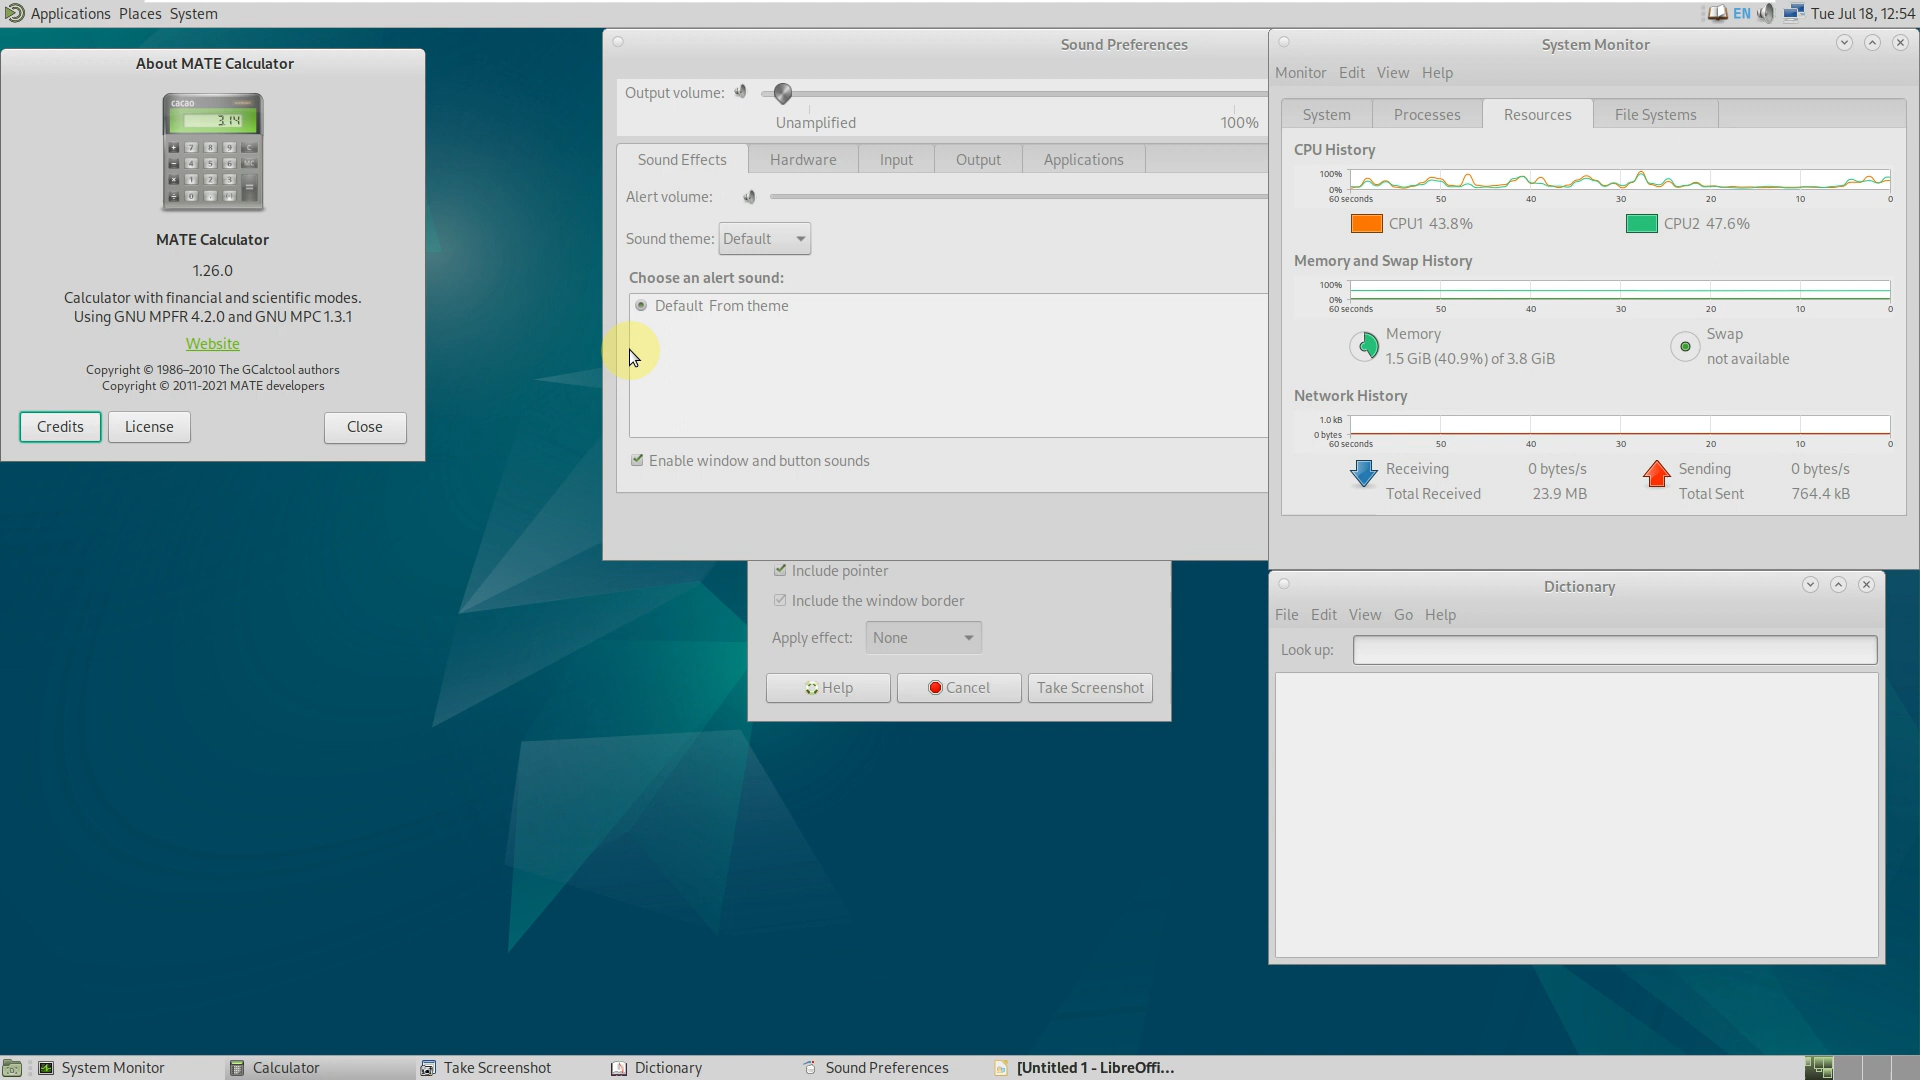 Applications Places System
EN Tue Jul 18, 12:54
About MATE Calculator
cacao
3.14
MATE Calculator
1.26.0
Calculator with financial and scientific modes.
Using GNU MPFR 4.2.0 and GNU MPC 1.3.1
Website
Copyright © 1986–2010 The GCalctool authors
Copyright © 2011-2021 MATE developers
Credits License Close
Sound Preferences
Output volume:
Unamplified 100%
Sound Effects Hardware Input Output Applications
Alert volume:
Sound theme: Default
Choose an alert sound:
Default From theme
Enable window and button sounds
Include pointer
Include the window border
Apply effect: None
Help Cancel Take Screenshot
System Monitor
Monitor Edit View Help
System Processes Resources File Systems
CPU History
100%
0%
60 seconds 50 40 30 20 10 0
CPU1 43.8% CPU2 47.6%
Memory and Swap History
100%
0%
60 seconds 50 40 30 20 10 0
Memory Swap
1.5 GiB (40.9%) of 3.8 GiB not available
Network History
1.0 kB
0 bytes
60 seconds 50 40 30 20 10 0
Receiving 0 bytes/s Sending 0 bytes/s
Total Received 23.9 MB Total Sent 764.4 kB
Dictionary
File Edit View Go Help
Look up:
System Monitor Calculator Take Screenshot Dictionary Sound Preferences [Untitled 1 - LibreOffi...